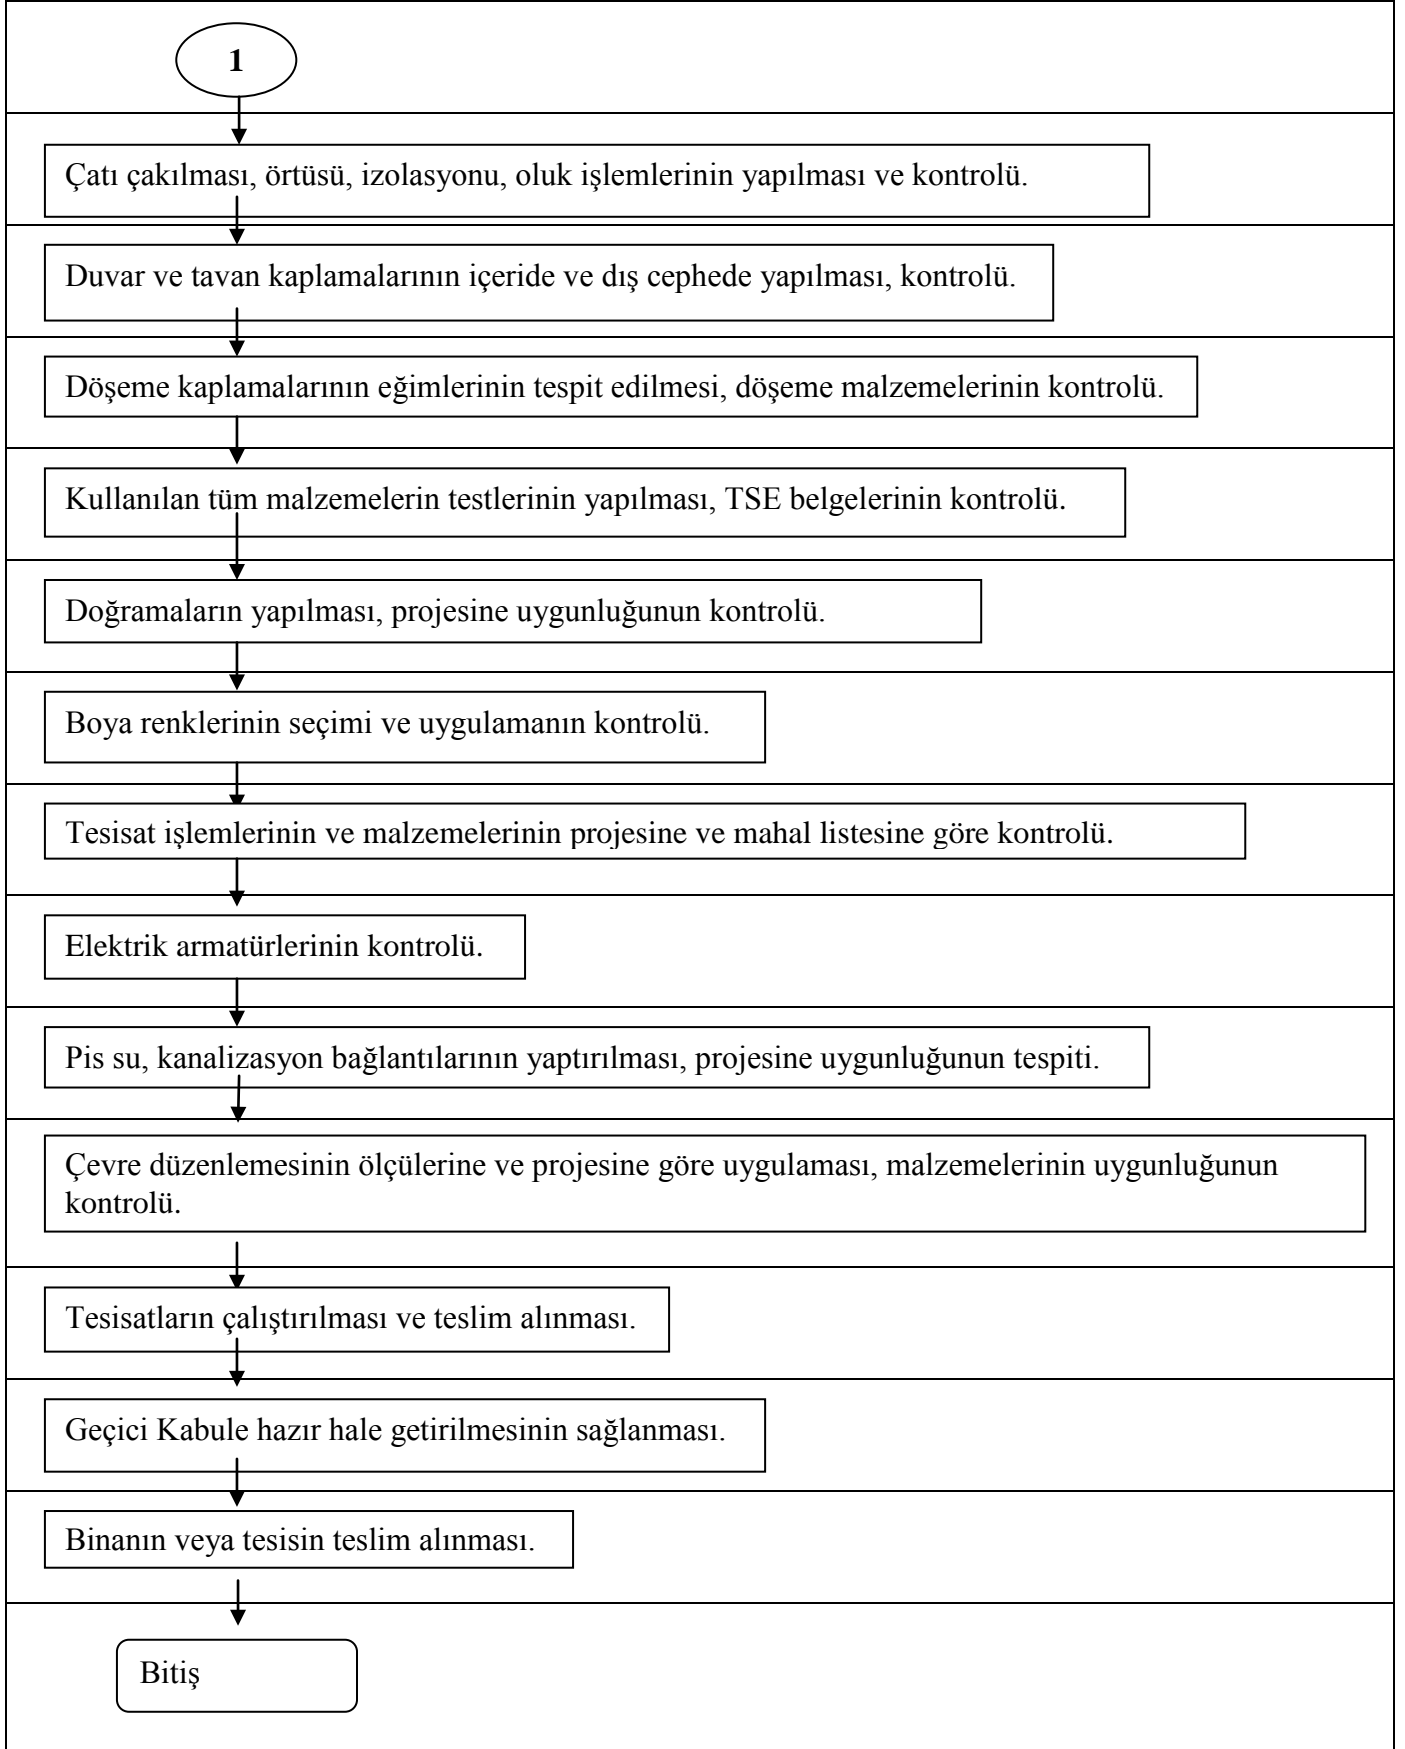 1
Çatı çakılması, örtüsü, izolasyonu, oluk işlemlerinin yapılması ve kontrolü.
Duvar ve tavan kaplamalarının içeride ve dış cephede yapılması, kontrolü.
Döşeme kaplamalarının eğimlerinin tespit edilmesi, döşeme malzemelerinin kontrolü.
Kullanılan tüm malzemelerin testlerinin yapılması, TSE belgelerinin kontrolü.
Doğramaların yapılması, projesine uygunluğunun kontrolü.
Boya renklerinin seçimi ve uygulamanın kontrolü.
Tesisat işlemlerinin ve malzemelerinin projesine ve mahal listesine göre kontrolü.
Elektrik armatürlerinin kontrolü.
Pis su, kanalizasyon bağlantılarının yaptırılması, projesine uygunluğunun tespiti.
Çevre düzenlemesinin ölçülerine ve projesine göre uygulaması, malzemelerinin uygunluğunun
kontrolü.
Tesisatların çalıştırılması ve teslim alınması.
Geçici Kabule hazır hale getirilmesinin sağlanması.
Binanın veya tesisin teslim alınması.
Bitiş